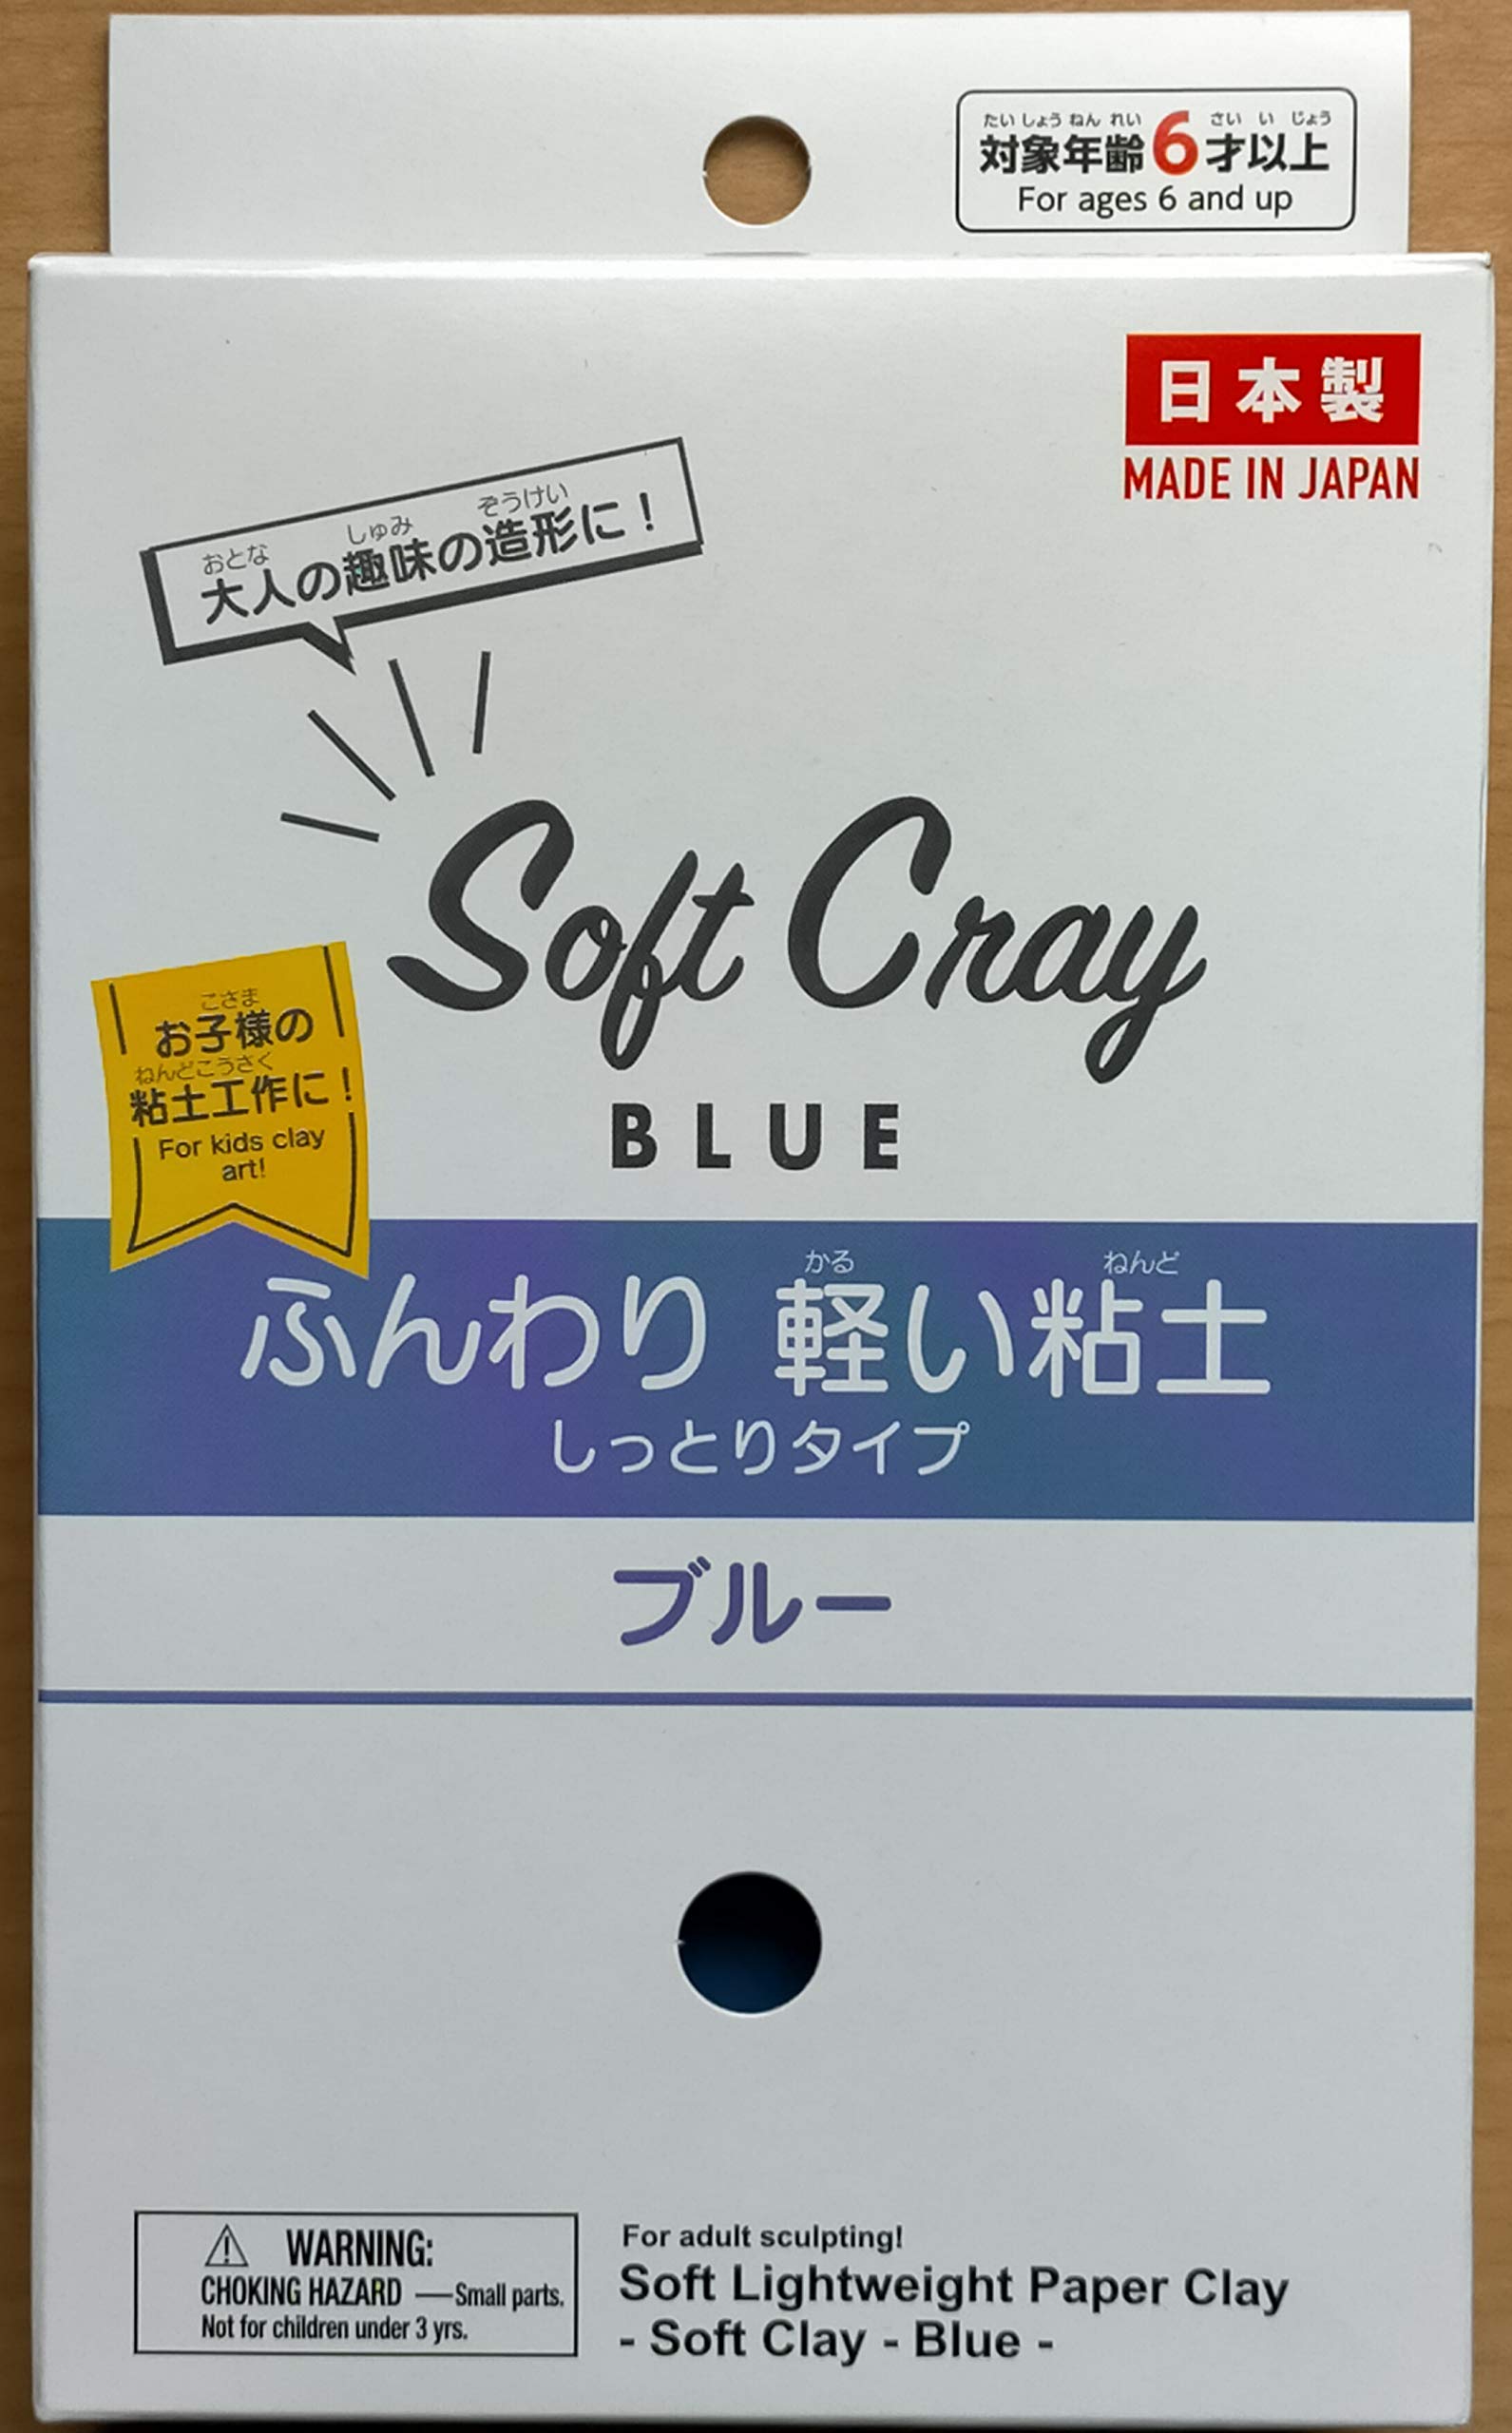 たいしょうねんれい さいいじょう
対象年齢6才以上
For ages 6 and up
日本製
MADE IN JAPAN
おとな しゅみ ぞうけい
大人の趣味の造形に！
Soft Cray
BLUE
こさま
お子様の
ねんどこうさく
粘土工作に！
For kids clay
art!
かる ねんど
ふんわり 軽い粘土
しっとりタイプ
ブルー
WARNING:
CHOKING HAZARD —Small parts.
Not for children under 3 yrs.
For adult sculpting!
Soft Lightweight Paper Clay
- Soft Clay - Blue -